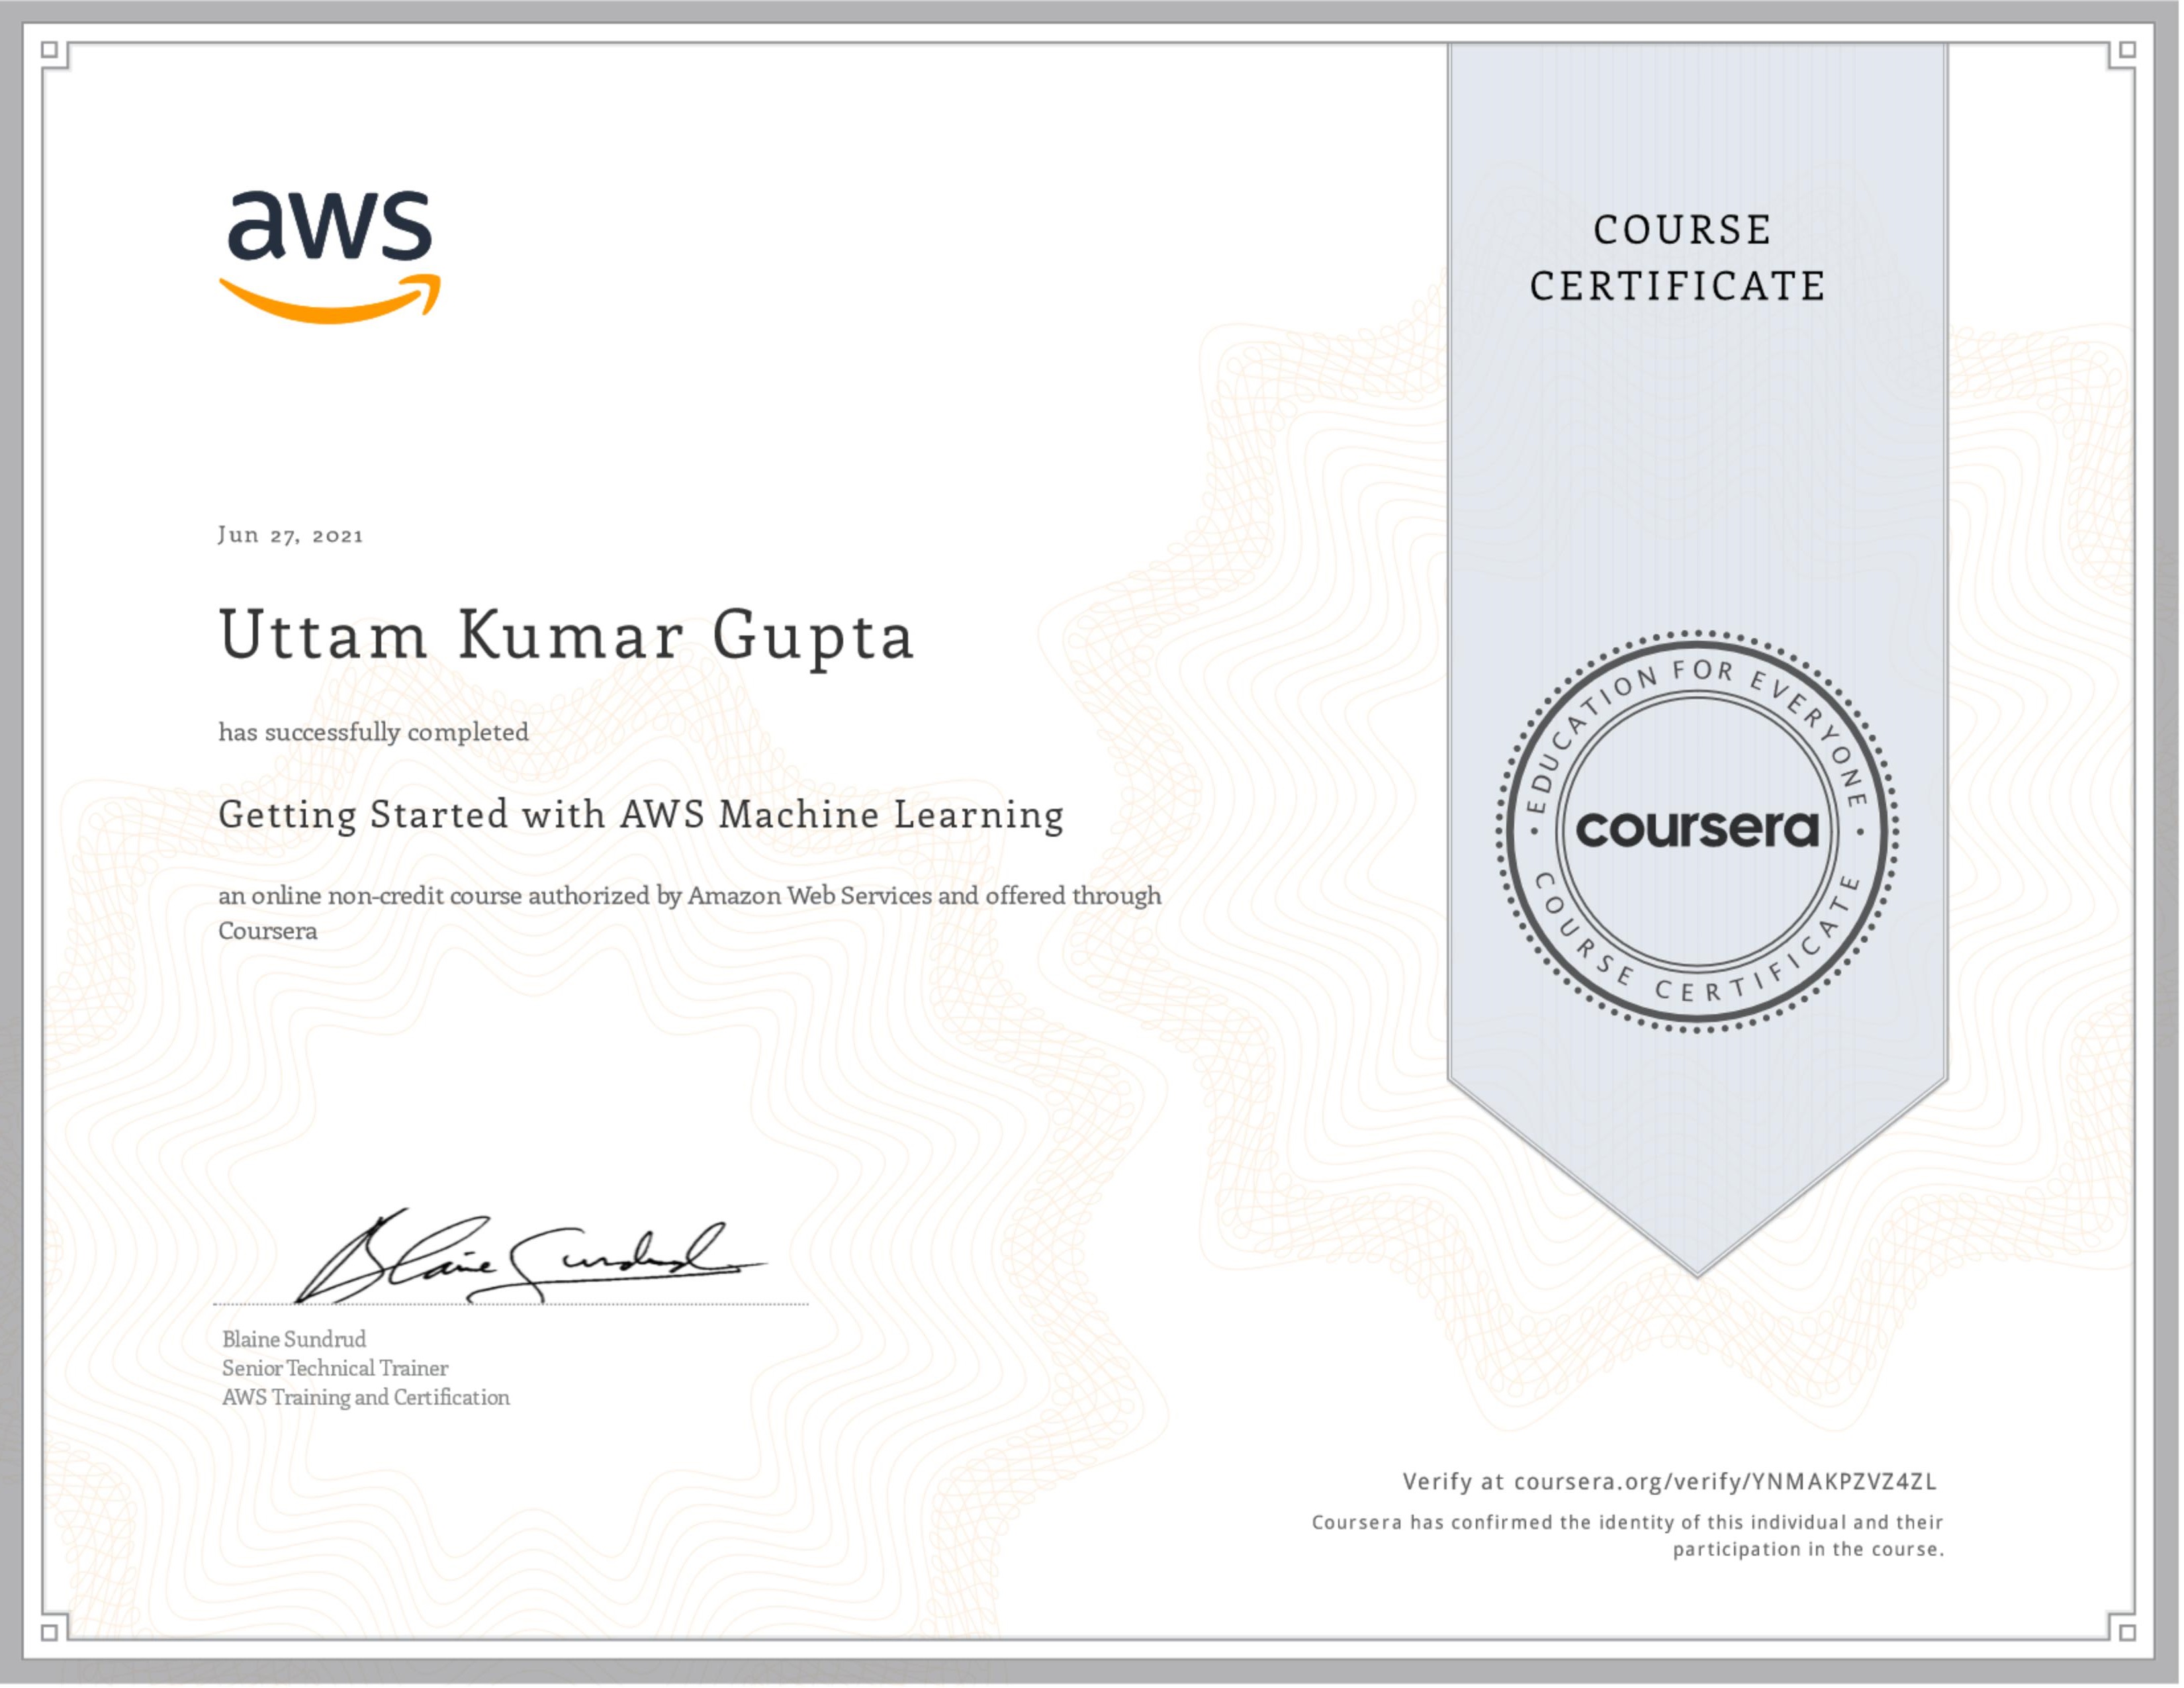 aws
COURSE
CERTIFICATE
Jun 27, 2021
Uttam Kumar Gupta
has successfully completed
Getting Started with AWS Machine Learning
an online non-credit course authorized by Amazon Web Services and offered through
Coursera
EDUCATION FOR EVERYONE
coursera
COURSE CERTIFICATE
Blaine Sundrud
Blaine Sundrud
Senior Technical Trainer
AWS Training and Certification
Verify at coursera.org/verify/YNMAKPZVZ4ZL
Coursera has confirmed the identity of this individual and their
participation in the course.